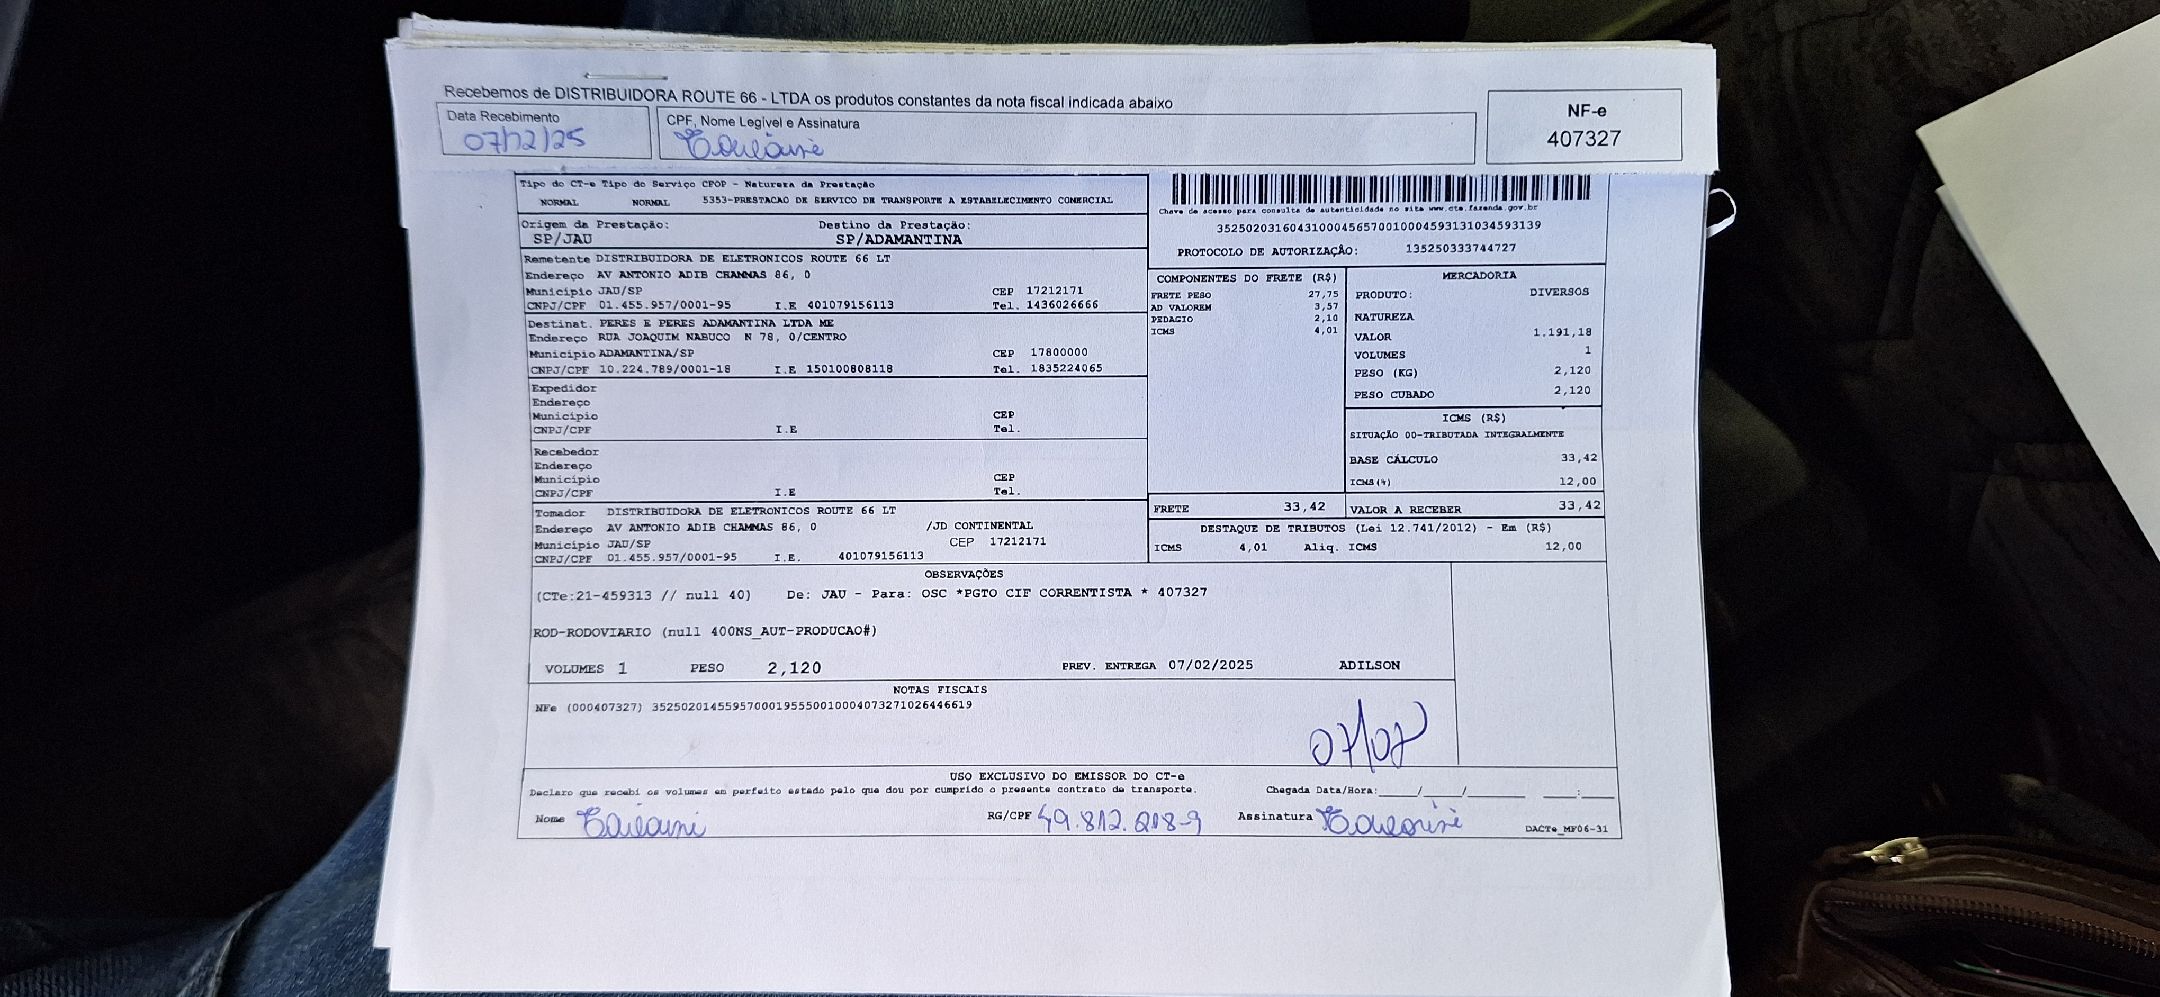 Recebemos de DISTRIBUIDORA ROUTE 66 - LTDA os produtos constantes da nota fiscal indicada abaixo
Data Recebimento
07/12/25
CPF, Nome Legível e Assinatura
NF-e
407327
Tipo do CT-e Tipo do Serviço CFOP - Natureza da Prestação
NORMAL NORMAL 5353-PRESTACAO DE SERVICO DE TRANSPORTE A ESTABELECIMENTO COMERCIAL
Origem da Prestação: Destino da Prestação:
SP/JAU SP/ADAMANTINA
Remetente DISTRIBUIDORA DE ELETRONICOS ROUTE 66 LT
Endereço AV ANTONIO ADIB CHAMMAS 86, 0
Município JAU/SP CEP 17212171
CNPJ/CPF 01.455.957/0001-95 I.E 401079156113 Tel. 1436026666
Destinat. PERES E PERES ADAMANTINA LTDA ME
Endereço RUA JOAQUIM NABUCO N 78, 0/CENTRO
Município ADAMANTINA/SP CEP 17800000
CNPJ/CPF 10.224.789/0001-18 I.E 150100808118 Tel. 1835224065
Expedidor
Endereço
Município CEP
CNPJ/CPF I.E Tel.
Recebedor
Endereço
Município CEP
CNPJ/CPF I.E Tel.
Tomador DISTRIBUIDORA DE ELETRONICOS ROUTE 66 LT
Endereço AV ANTONIO ADIB CHAMMAS 86, 0 /JD CONTINENTAL
Município JAU/SP CEP 17212171
CNPJ/CPF 01.455.957/0001-95 I.E. 401079156113
Chave de acesso para consulta de autenticidade no site www.cte.fazenda.gov.br
35250203160431000456570010004593131034593139
PROTOCOLO DE AUTORIZAÇÃO: 135250333744727
COMPONENTES DO FRETE (R$)
FRETE PESO 27,75
AD VALOREM 3,57
PEDAGIO 2,10
ICMS 4,01
MERCADORIA
PRODUTO: DIVERSOS
NATUREZA
VALOR 1.191,18
VOLUMES 1
PESO (KG) 2,120
PESO CUBADO 2,120
ICMS (R$)
SITUAÇÃO 00-TRIBUTADA INTEGRALMENTE
BASE CÁLCULO 33,42
ICMS(%) 12,00
FRETE 33,42 VALOR A RECEBER 33,42
DESTAQUE DE TRIBUTOS (Lei 12.741/2012) - Em (R$)
ICMS 4,01 Aliq. ICMS 12,00
OBSERVAÇÕES
(CTe:21-459313 // null 40) De: JAU - Para: OSC *PGTO CIF CORRENTISTA * 407327
ROD-RODOVIARIO (null 400NS_AUT-PRODUCAO#)
VOLUMES 1 PESO 2,120 PREV. ENTREGA 07/02/2025 ADILSON
NOTAS FISCAIS
NFe (000407327) 35250201455957000195550010004073271026446619
07/02
USO EXCLUSIVO DO EMISSOR DO CT-e
Declaro que recebi os volumes em perfeito estado pelo que dou por cumprido o presente contrato de transporte. Chegada Data/Hora:____/____/______ ____:____
Nome RG/CPF 49.812.218-9 Assinatura
DACTe_MF06-31